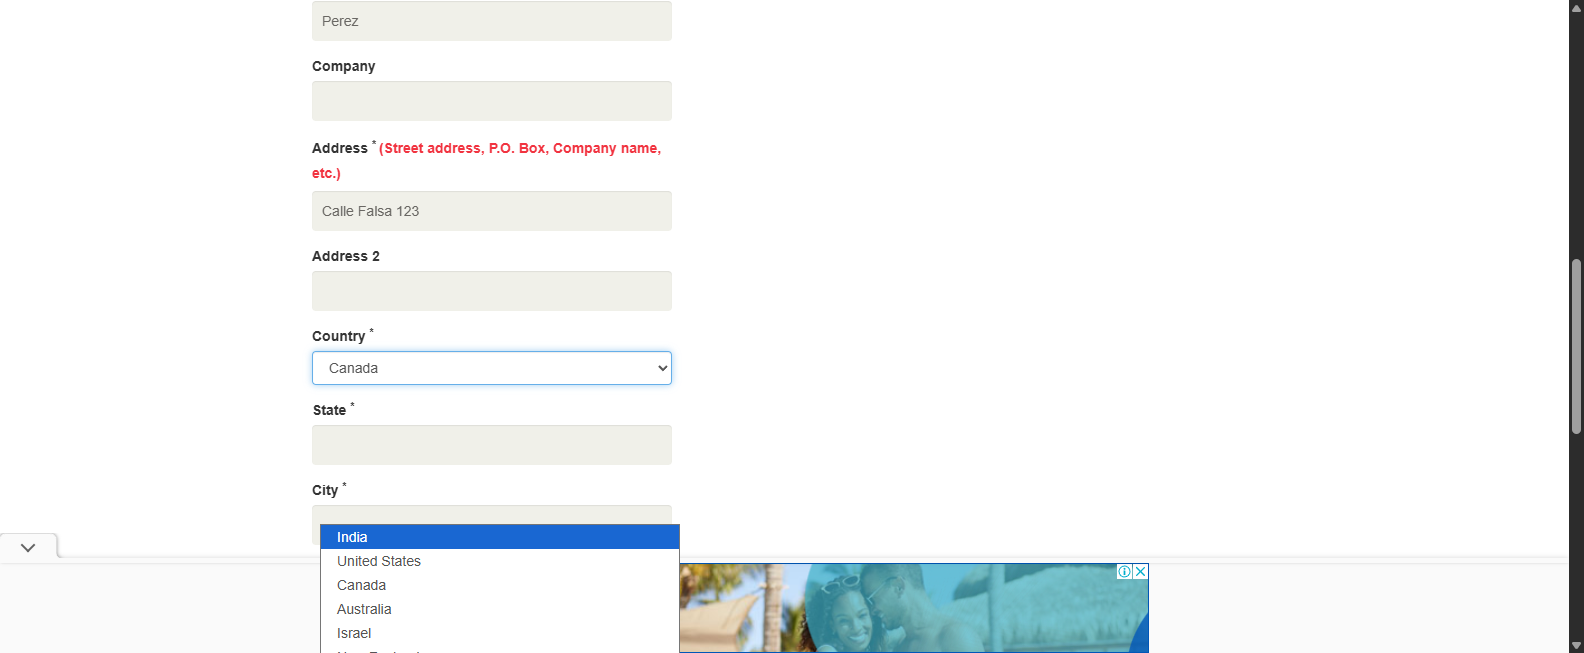 Perez
Company
Address * (Street address, P.O. Box, Company name,
etc.)
Calle Falsa 123
Address 2
Country *
Canada
State *
City *
India
United States
Canada
Australia
Israel